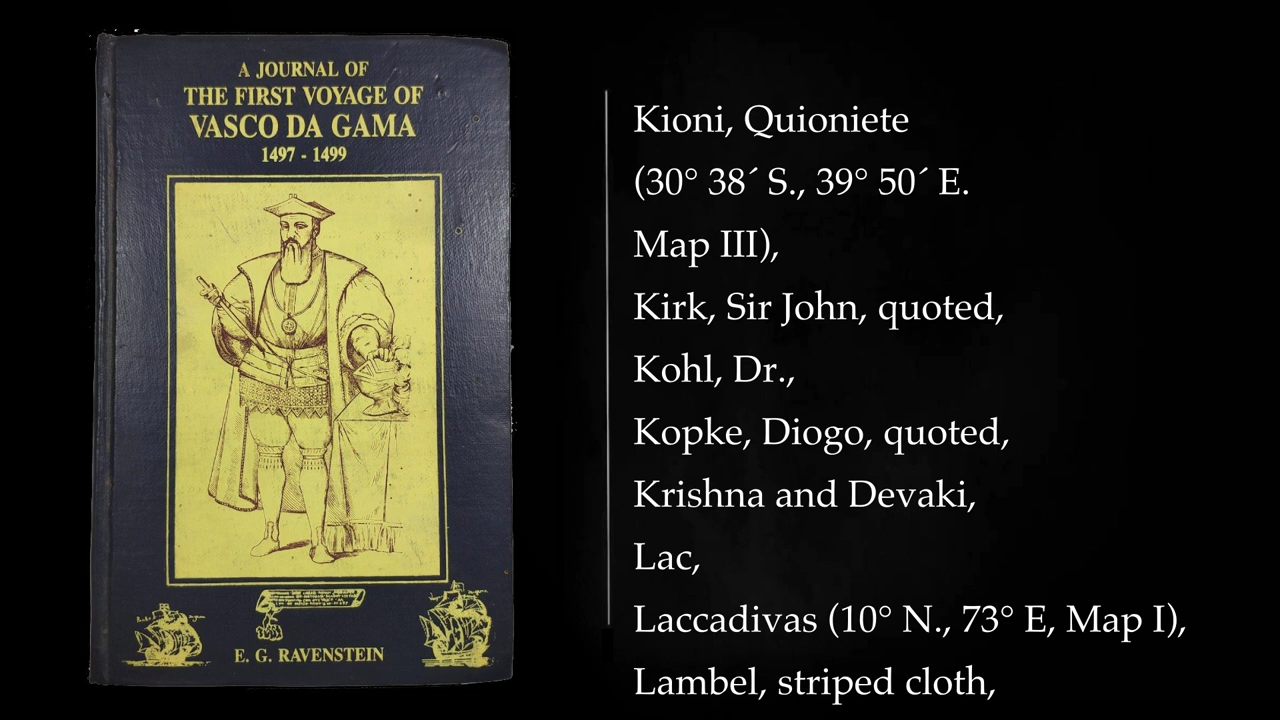 A JOURNAL OF
THE FIRST VOYAGE OF
VASCO DA GAMA
1497 - 1499
E. G. RAVENSTEIN
Kioni, Quioniete
(30° 38´ S., 39° 50´ E.
Map III),
Kirk, Sir John, quoted,
Kohl, Dr.,
Kopke, Diogo, quoted,
Krishna and Devaki,
Lac,
Laccadivas (10° N., 73° E, Map I),
Lambel, striped cloth,